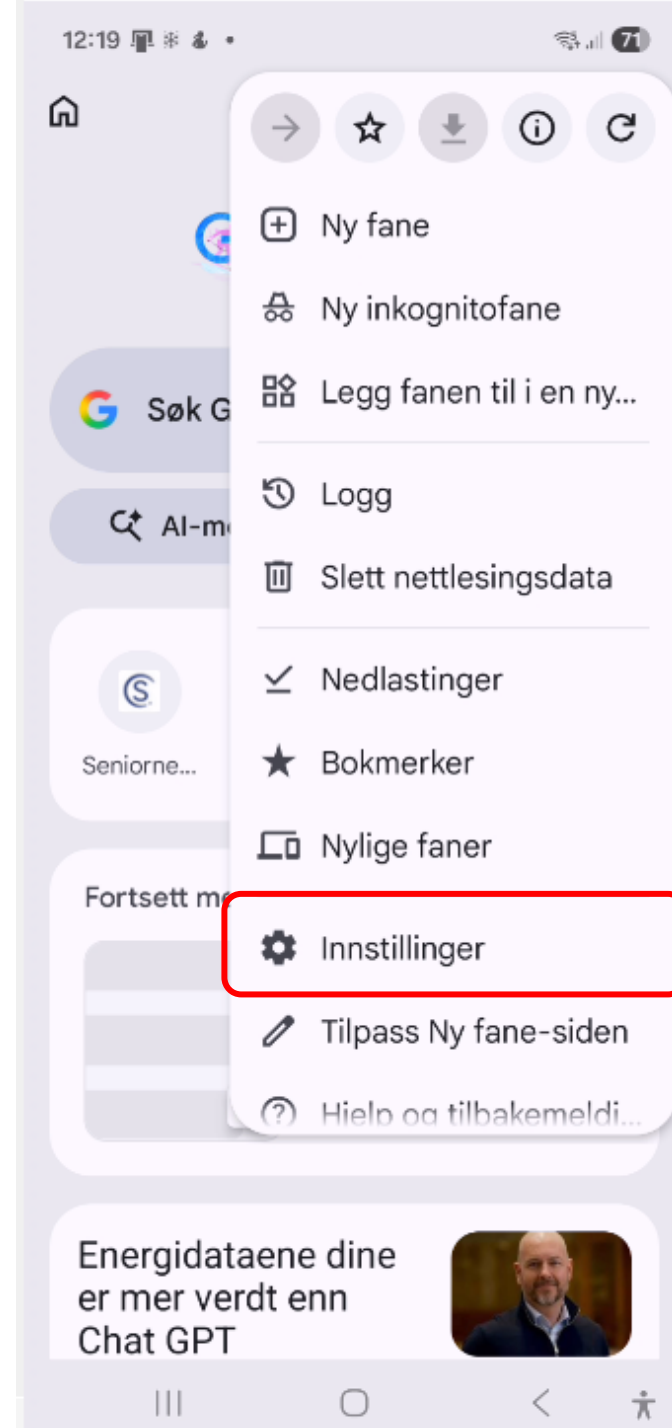 12:19
71
Ny fane
Ny inkognitofane
Legg fanen til i en ny...
Søk G
Logg
AI-m
Slett nettlesingsdata
Nedlastinger
Seniorne...
Bokmerker
Nylige faner
Fortsett me
Innstillinger
Tilpass Ny fane-siden
Hjelp og tilbakemeldi...
Energidataene dine
er mer verdt enn
Chat GPT